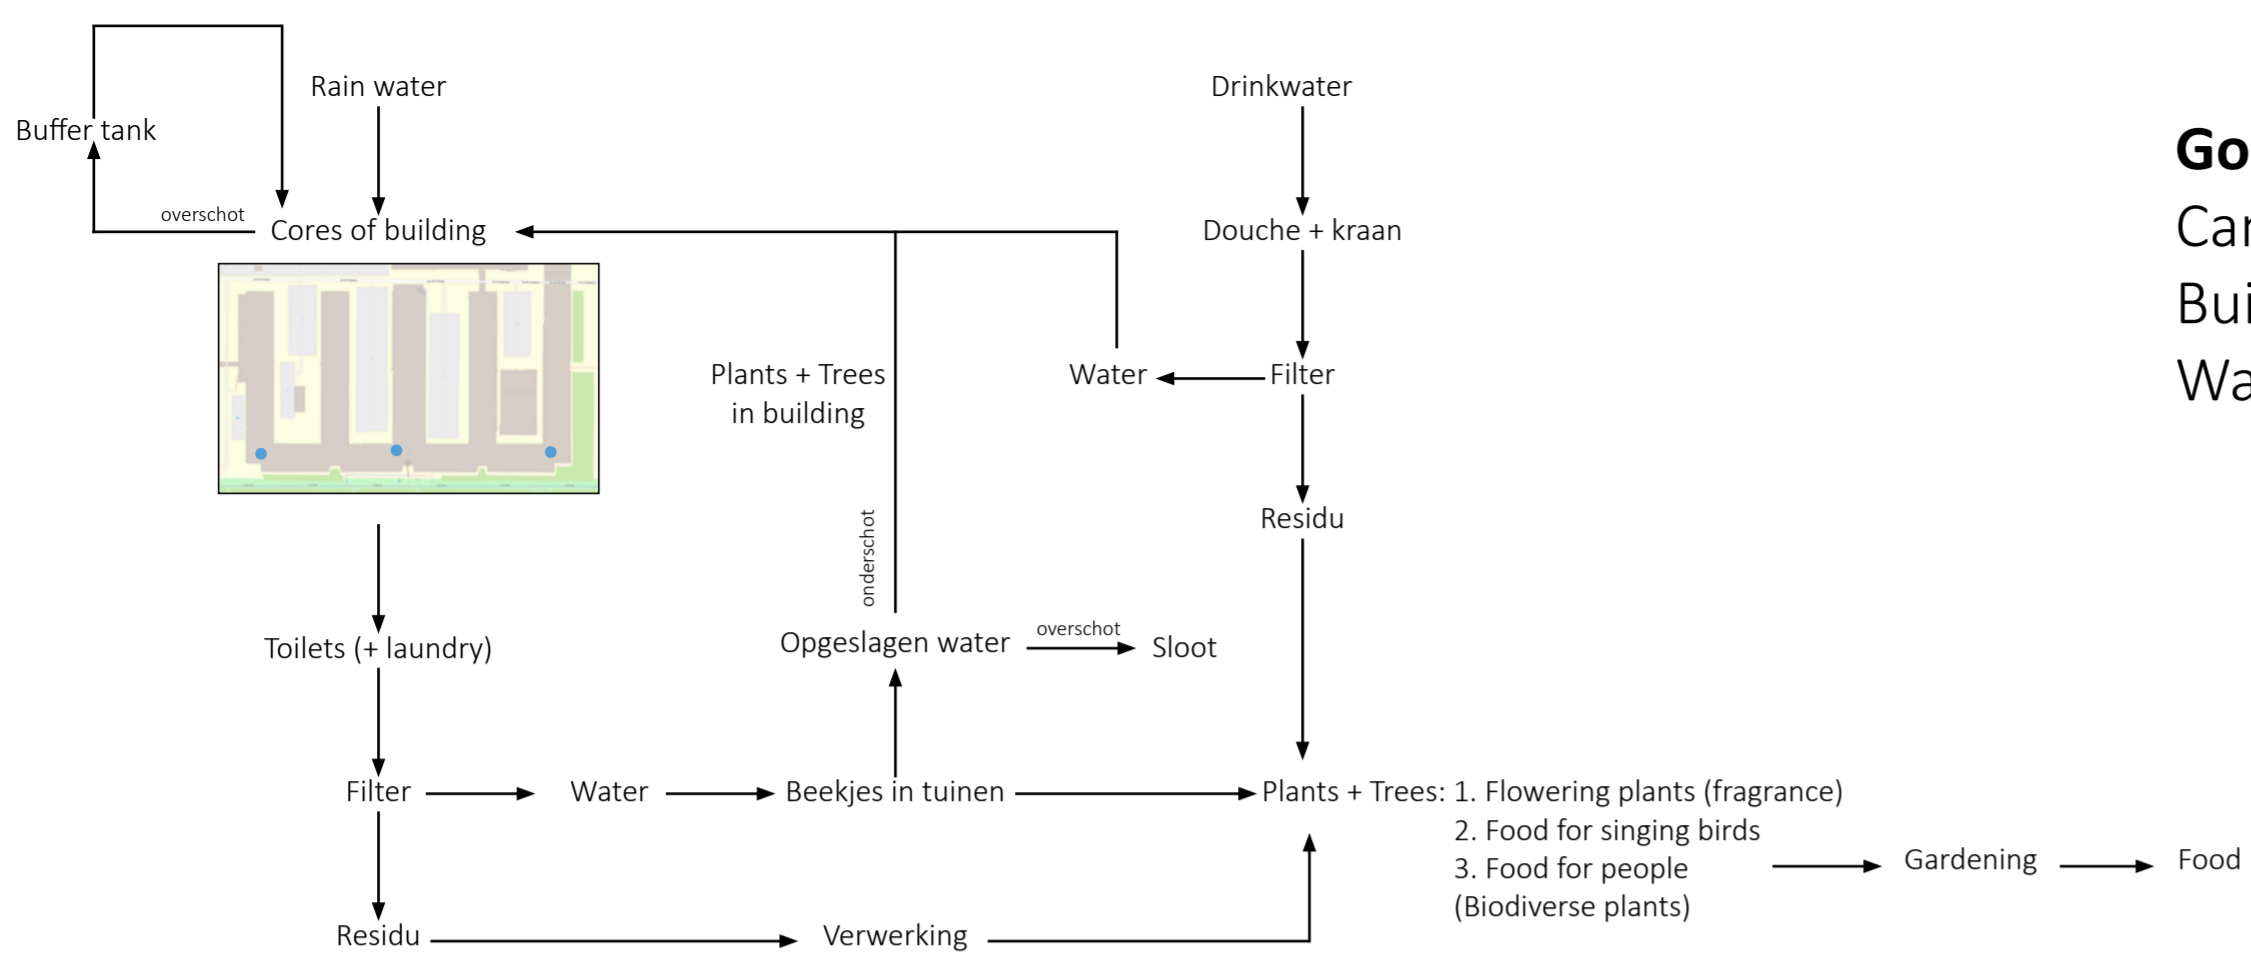 Rain water
Drinkwater
Buffer tank
overschot
Cores of building
Douche + kraan
Plants + Trees
in building
Water
Filter
onderschot
Residu
Toilets (+ laundry)
Opgeslagen water
overschot
Sloot
Filter
Water
Beekjes in tuinen
Plants + Trees: 1. Flowering plants (fragrance)
2. Food for singing birds
3. Food for people
(Biodiverse plants)
Gardening
Food
Residu
Verwerking